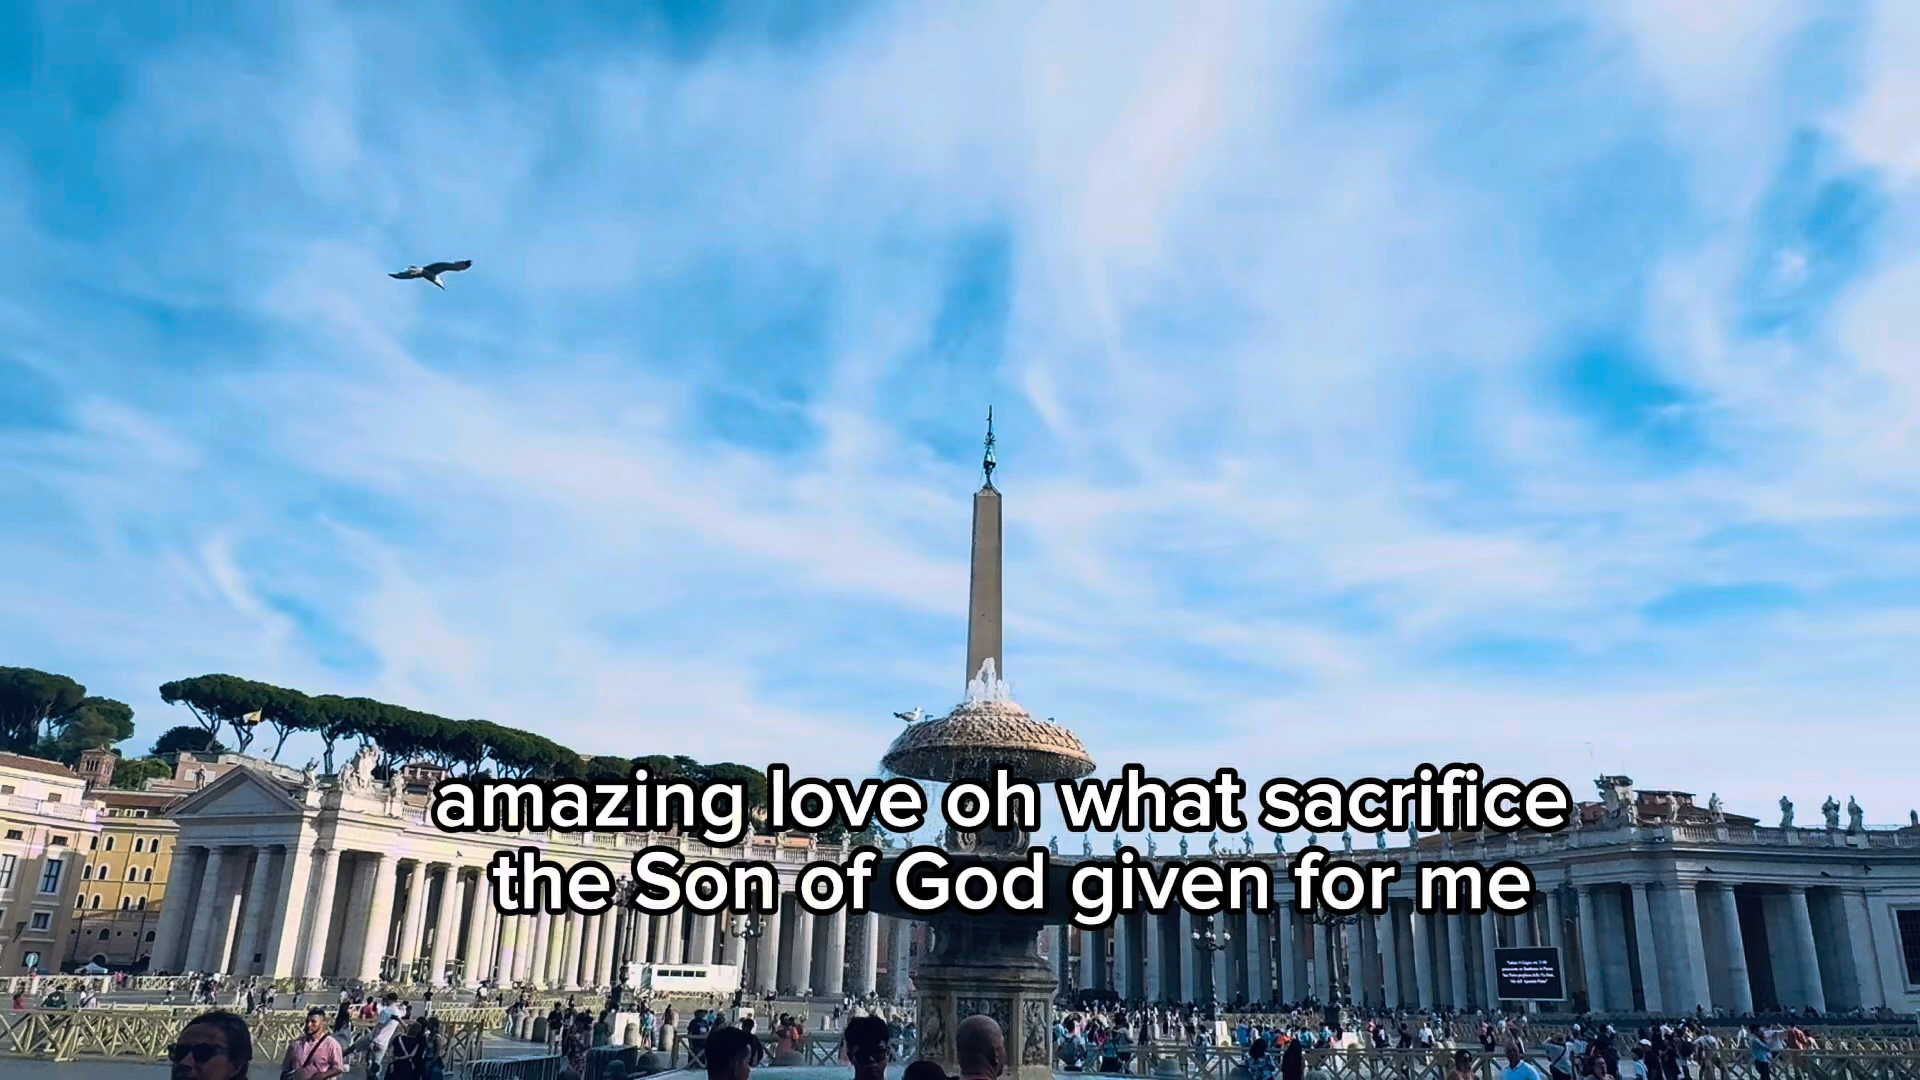 amazing love oh what sacrifice
the Son of God given for me